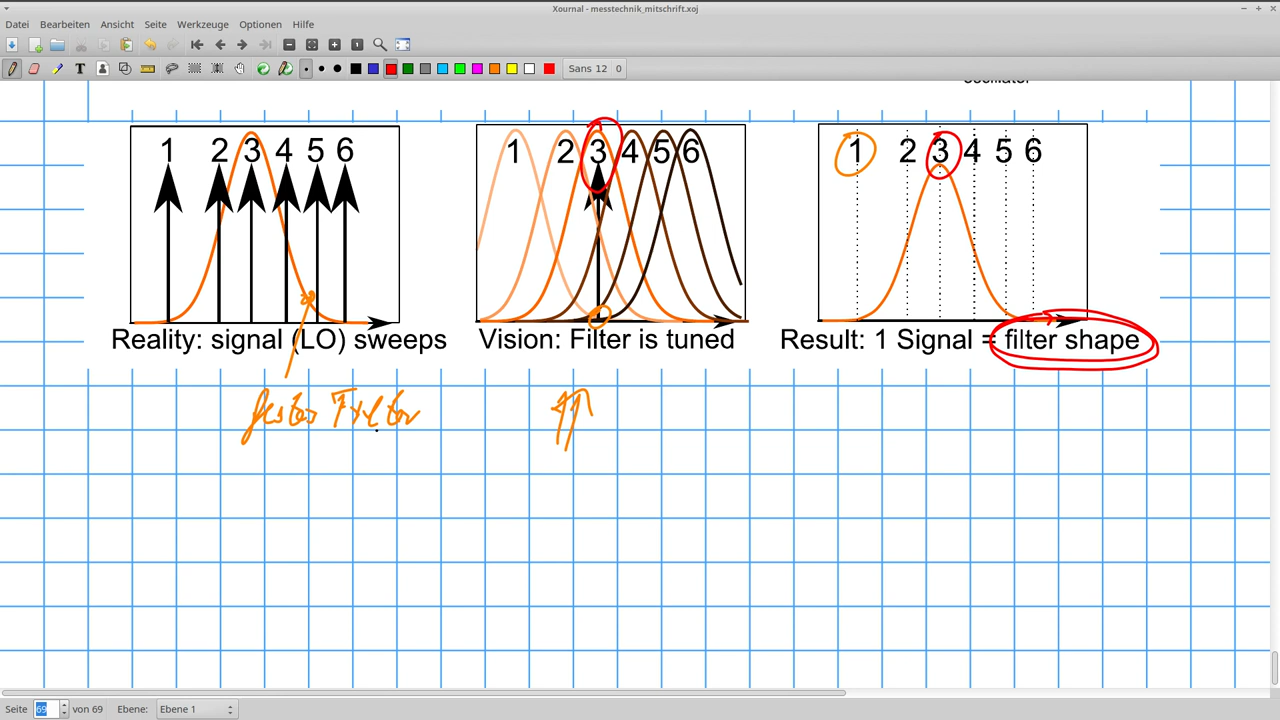 Xournal - messtechnik_mitschrift.xoj
Datei Bearbeiten Ansicht Seite Werkzeuge Optionen Hilfe
Sans 12 0
1 2 3 4 5 6
1 2 3 4 5 6
1 2 3 4 5 6
Reality: signal (LO) sweeps
Vision: Filter is tuned
Result: 1 Signal = filter shape
Seite 69 von 69 Ebene: Ebene 1